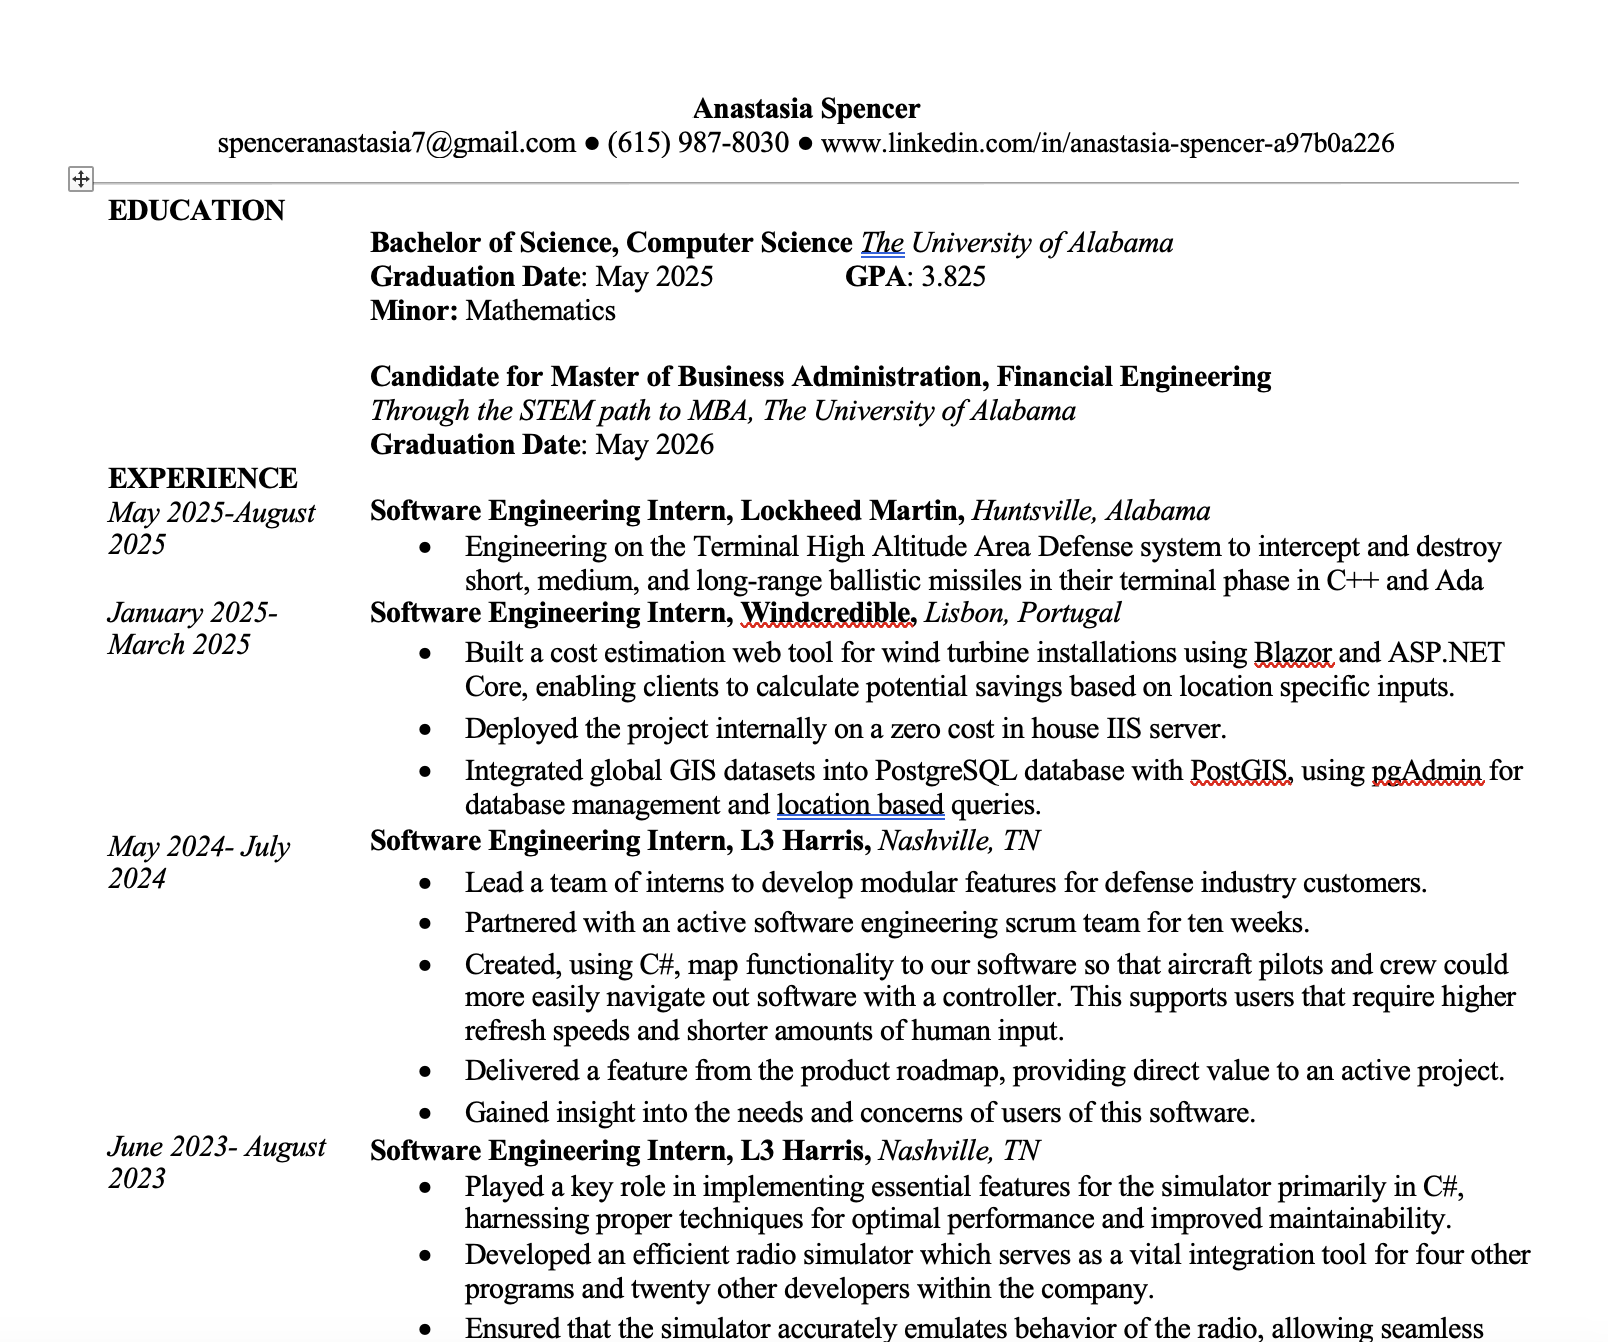 Anastasia Spencer
spenceranastasia7@gmail.com ● (615) 987-8030 ● www.linkedin.com/in/anastasia-spencer-a97b0a226
EDUCATION
Bachelor of Science, Computer Science The University of Alabama
Graduation Date: May 2025 GPA: 3.825
Minor: Mathematics
Candidate for Master of Business Administration, Financial Engineering
Through the STEM path to MBA, The University of Alabama
Graduation Date: May 2026
EXPERIENCE
May 2025-August
2025
Software Engineering Intern, Lockheed Martin, Huntsville, Alabama
● Engineering on the Terminal High Altitude Area Defense system to intercept and destroy
short, medium, and long-range ballistic missiles in their terminal phase in C++ and Ada
January 2025-
March 2025
Software Engineering Intern, Windcredible, Lisbon, Portugal
● Built a cost estimation web tool for wind turbine installations using Blazor and ASP.NET
Core, enabling clients to calculate potential savings based on location specific inputs.
● Deployed the project internally on a zero cost in house IIS server.
● Integrated global GIS datasets into PostgreSQL database with PostGIS, using pgAdmin for
database management and location based queries.
May 2024- July
2024
Software Engineering Intern, L3 Harris, Nashville, TN
● Lead a team of interns to develop modular features for defense industry customers.
● Partnered with an active software engineering scrum team for ten weeks.
● Created, using C#, map functionality to our software so that aircraft pilots and crew could
more easily navigate out software with a controller. This supports users that require higher
refresh speeds and shorter amounts of human input.
● Delivered a feature from the product roadmap, providing direct value to an active project.
● Gained insight into the needs and concerns of users of this software.
June 2023- August
2023
Software Engineering Intern, L3 Harris, Nashville, TN
● Played a key role in implementing essential features for the simulator primarily in C#,
harnessing proper techniques for optimal performance and improved maintainability.
● Developed an efficient radio simulator which serves as a vital integration tool for four other
programs and twenty other developers within the company.
● Ensured that the simulator accurately emulates behavior of the radio, allowing seamless